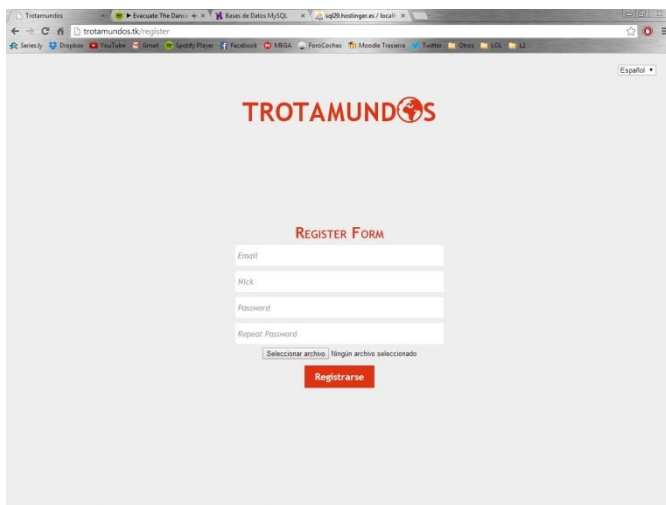 Trotamundos
Evacuate The Danc
Bases de Datos MySQL
sql29.hostinger.es / localh
trotamundos.tk/register
Series.ly Dropbox YouTube Gmail Spotify Player Facebook MEGA ForoCoches Moodle Trassierra Twitter Otros LOL L2
Español
TROTAMUNDOS
Register Form
Email
Nick
Password
Repeat Password
Seleccionar archivo Ningún archivo seleccionado
Registrarse